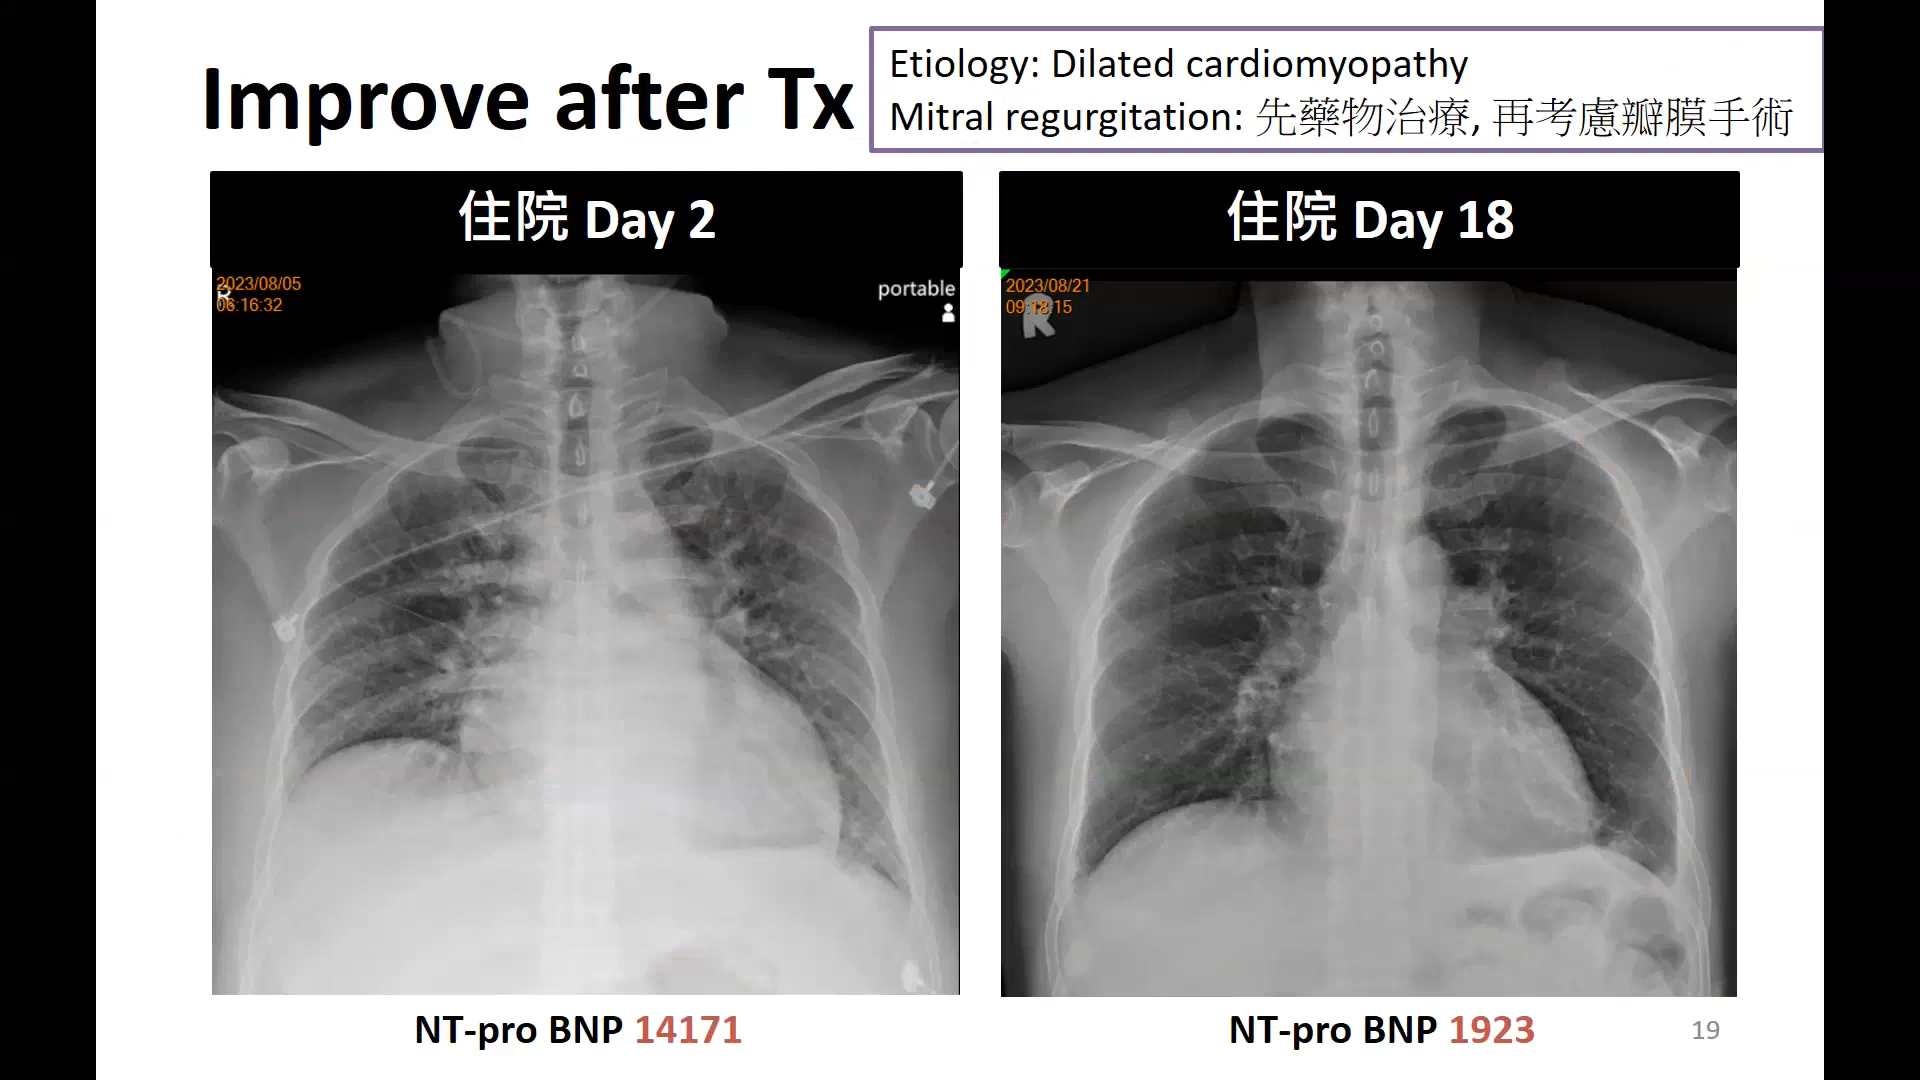 Improve after Tx
Etiology: Dilated cardiomyopathy
Mitral regurgitation: 先藥物治療, 再考慮瓣膜手術
住院 Day 2
住院 Day 18
2023/08/05
06:16:32
R
portable
2023/08/21
09:18:15
R
NT-pro BNP 14171
NT-pro BNP 1923
19